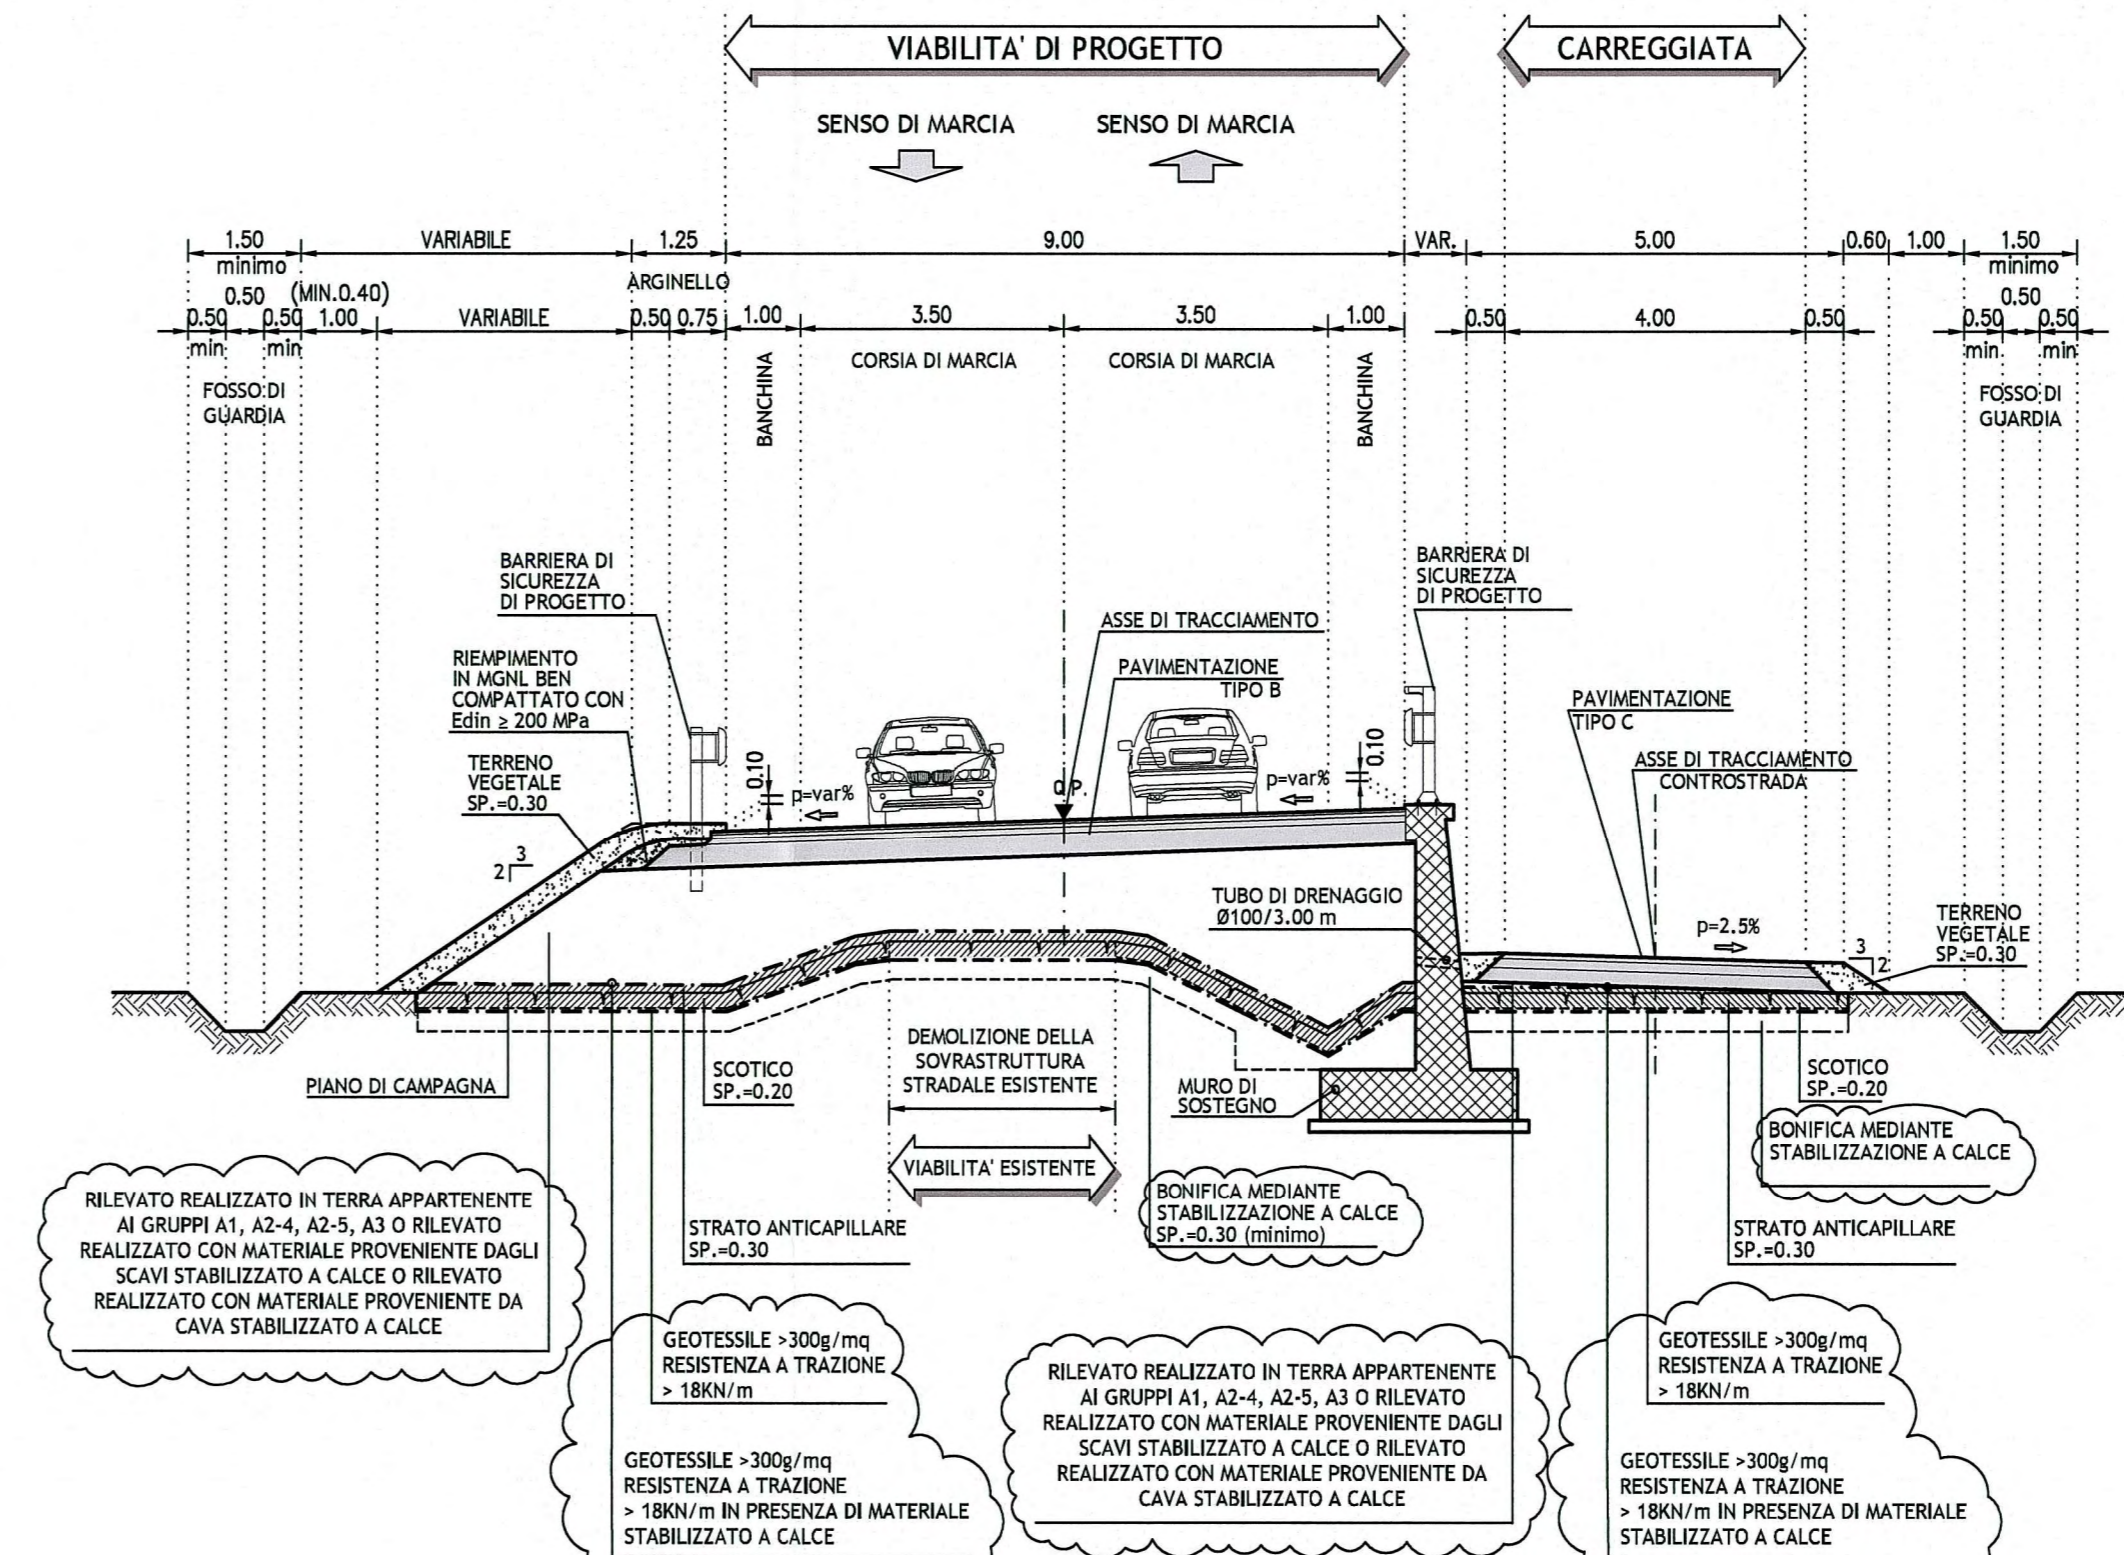 VIABILITA' DI PROGETTO
CARREGGIATA
SENSO DI MARCIA
SENSO DI MARCIA
1.50
VARIABILE
1.25
9.00
VAR.
5.00
0.60
1.00
1.50
minimo
minimo
0.50
(MIN.0.40)
ARGINELLO
0.50
0.50
0.50
1.00
VARIABILE
0.50
0.75
1.00
3.50
3.50
1.00
0.50
4.00
0.50
0.50
0.50
min
min
min
min
FOSSO DI
GUARDIA
BANCHINA
CORSIA DI MARCIA
CORSIA DI MARCIA
BANCHINA
FOSSO DI
GUARDIA
BARRIERA DI
SICUREZZA
DI PROGETTO
BARRIERA DI
SICUREZZA
DI PROGETTO
ASSE DI TRACCIAMENTO
RIEMPIMENTO
IN MGNL BEN
COMPATTATO CON
Edin ≥ 200 MPa
PAVIMENTAZIONE
TIPO B
PAVIMENTAZIONE
TIPO C
TERRENO
VEGETALE
SP.=0.30
0.10
p=var%
Q.P.
p=var%
0.10
ASSE DI TRACCIAMENTO
CONTROSTRADA
3
2
TUBO DI DRENAGGIO
Ø100/3.00 m
p=2.5%
3
2
TERRENO
VEGETALE
SP.=0.30
PIANO DI CAMPAGNA
SCOTICO
SP.=0.20
DEMOLIZIONE DELLA
SOVRASTRUTTURA
STRADALE ESISTENTE
MURO DI
SOSTEGNO
SCOTICO
SP.=0.20
VIABILITA' ESISTENTE
BONIFICA MEDIANTE
STABILIZZAZIONE A CALCE
BONIFICA MEDIANTE
STABILIZZAZIONE A CALCE
SP.=0.30 (minimo)
RILEVATO REALIZZATO IN TERRA APPARTENENTE
AI GRUPPI A1, A2-4, A2-5, A3 O RILEVATO
REALIZZATO CON MATERIALE PROVENIENTE DAGLI
SCAVI STABILIZZATO A CALCE O RILEVATO
REALIZZATO CON MATERIALE PROVENIENTE DA
CAVA STABILIZZATO A CALCE
STRATO ANTICAPILLARE
SP.=0.30
STRATO ANTICAPILLARE
SP.=0.30
GEOTESSILE >300g/mq
RESISTENZA A TRAZIONE
> 18KN/m
GEOTESSILE >300g/mq
RESISTENZA A TRAZIONE
> 18KN/m IN PRESENZA DI MATERIALE
STABILIZZATO A CALCE
RILEVATO REALIZZATO IN TERRA APPARTENENTE
AI GRUPPI A1, A2-4, A2-5, A3 O RILEVATO
REALIZZATO CON MATERIALE PROVENIENTE DAGLI
SCAVI STABILIZZATO A CALCE O RILEVATO
REALIZZATO CON MATERIALE PROVENIENTE DA
CAVA STABILIZZATO A CALCE
GEOTESSILE >300g/mq
RESISTENZA A TRAZIONE
> 18KN/m
GEOTESSILE >300g/mq
RESISTENZA A TRAZIONE
> 18KN/m IN PRESENZA DI MATERIALE
STABILIZZATO A CALCE